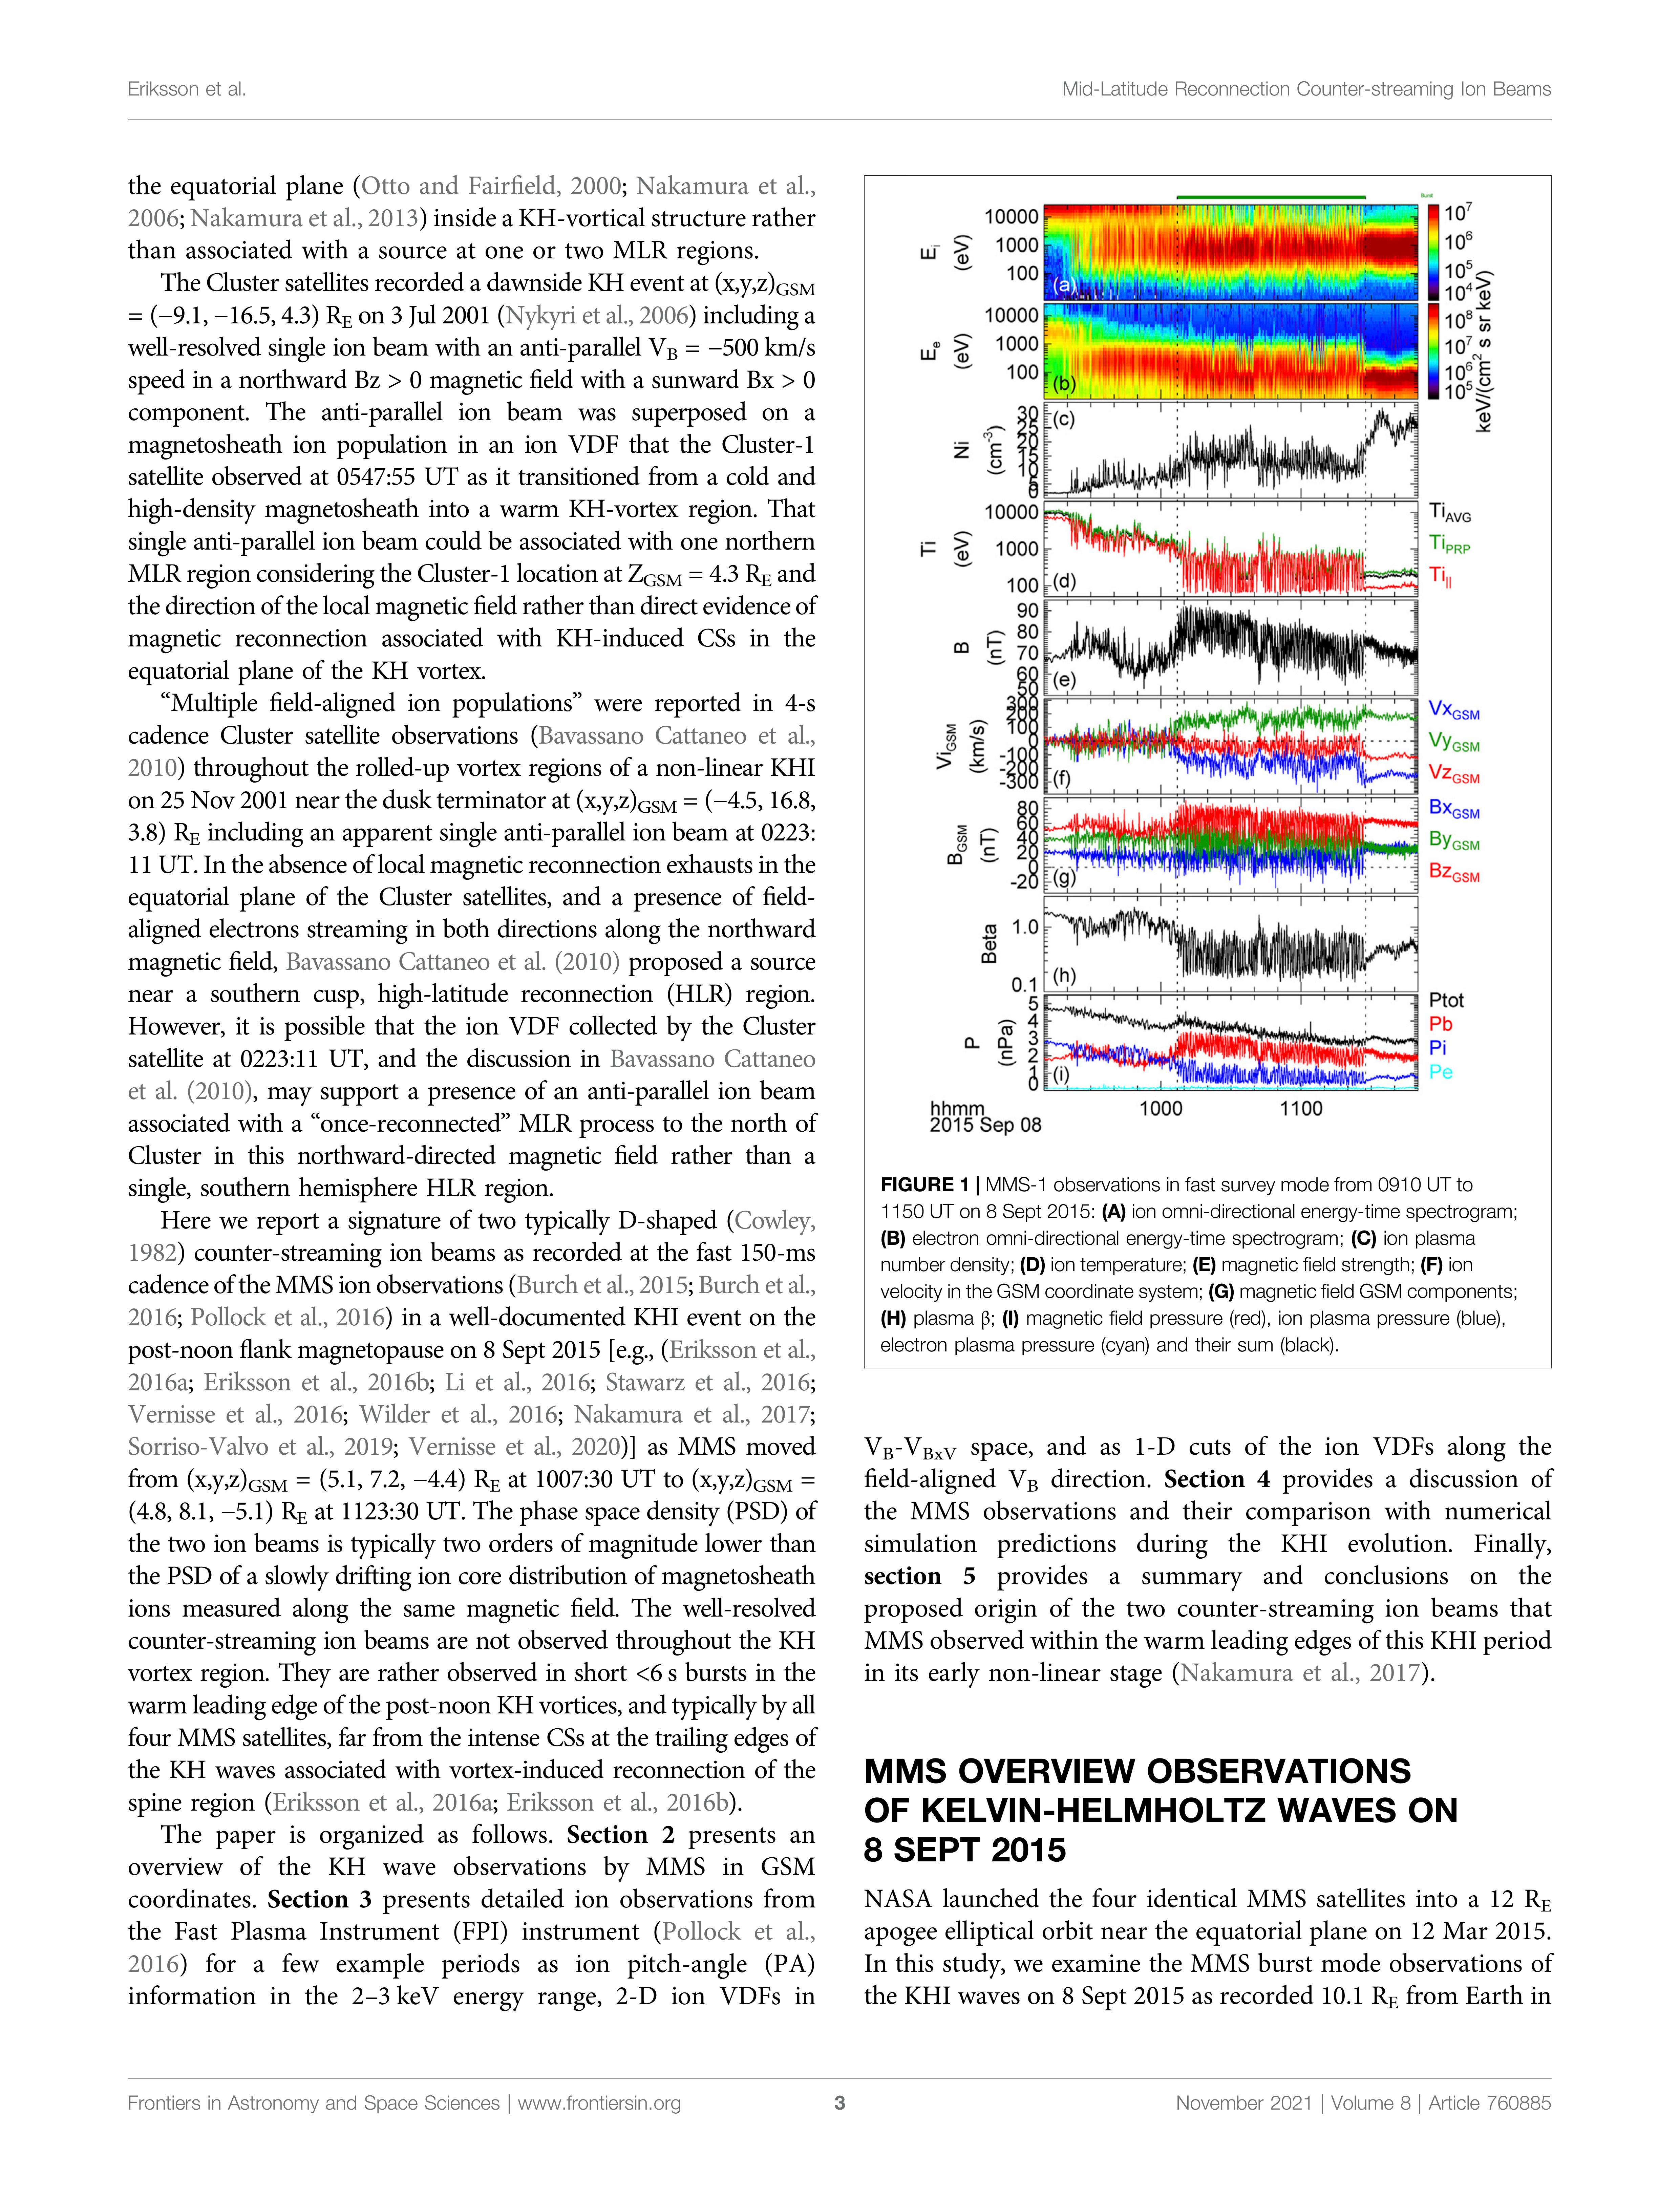 Eriksson et al.
Mid-Latitude Reconnection Counter-streaming Ion Beams
the equatorial plane (Otto and Fairfield, 2000; Nakamura et al.,
2006; Nakamura et al., 2013) inside a KH-vortical structure rather
than associated with a source at one or two MLR regions.
The Cluster satellites recorded a dawnside KH event at (x,y,z)GSM
= (−9.1, −16.5, 4.3) RE on 3 Jul 2001 (Nykyri et al., 2006) including a
well-resolved single ion beam with an anti-parallel VB = −500 km/s
speed in a northward Bz > 0 magnetic field with a sunward Bx > 0
component. The anti-parallel ion beam was superposed on a
magnetosheath ion population in an ion VDF that the Cluster-1
satellite observed at 0547:55 UT as it transitioned from a cold and
high-density magnetosheath into a warm KH-vortex region. That
single anti-parallel ion beam could be associated with one northern
MLR region considering the Cluster-1 location at ZGSM = 4.3 RE and
the direction of the local magnetic field rather than direct evidence of
magnetic reconnection associated with KH-induced CSs in the
equatorial plane of the KH vortex.
“Multiple field-aligned ion populations” were reported in 4-s
cadence Cluster satellite observations (Bavassano Cattaneo et al.,
2010) throughout the rolled-up vortex regions of a non-linear KHI
on 25 Nov 2001 near the dusk terminator at (x,y,z)GSM = (−4.5, 16.8,
3.8) RE including an apparent single anti-parallel ion beam at 0223:
11 UT. In the absence of local magnetic reconnection exhausts in the
equatorial plane of the Cluster satellites, and a presence of field-
aligned electrons streaming in both directions along the northward
magnetic field, Bavassano Cattaneo et al. (2010) proposed a source
near a southern cusp, high-latitude reconnection (HLR) region.
However, it is possible that the ion VDF collected by the Cluster
satellite at 0223:11 UT, and the discussion in Bavassano Cattaneo
et al. (2010), may support a presence of an anti-parallel ion beam
associated with a “once-reconnected” MLR process to the north of
Cluster in this northward-directed magnetic field rather than a
single, southern hemisphere HLR region.
Here we report a signature of two typically D-shaped (Cowley,
1982) counter-streaming ion beams as recorded at the fast 150-ms
cadence of the MMS ion observations (Burch et al., 2015; Burch et al.,
2016; Pollock et al., 2016) in a well-documented KHI event on the
post-noon flank magnetopause on 8 Sept 2015 [e.g., (Eriksson et al.,
2016a; Eriksson et al., 2016b; Li et al., 2016; Stawarz et al., 2016;
Vernisse et al., 2016; Wilder et al., 2016; Nakamura et al., 2017;
Sorriso-Valvo et al., 2019; Vernisse et al., 2020)] as MMS moved
from (x,y,z)GSM = (5.1, 7.2, −4.4) RE at 1007:30 UT to (x,y,z)GSM =
(4.8, 8.1, −5.1) RE at 1123:30 UT. The phase space density (PSD) of
the two ion beams is typically two orders of magnitude lower than
the PSD of a slowly drifting ion core distribution of magnetosheath
ions measured along the same magnetic field. The well-resolved
counter-streaming ion beams are not observed throughout the KH
vortex region. They are rather observed in short <6 s bursts in the
warm leading edge of the post-noon KH vortices, and typically by all
four MMS satellites, far from the intense CSs at the trailing edges of
the KH waves associated with vortex-induced reconnection of the
spine region (Eriksson et al., 2016a; Eriksson et al., 2016b).
The paper is organized as follows. Section 2 presents an
overview of the KH wave observations by MMS in GSM
coordinates. Section 3 presents detailed ion observations from
the Fast Plasma Instrument (FPI) instrument (Pollock et al.,
2016) for a few example periods as ion pitch-angle (PA)
information in the 2–3 keV energy range, 2-D ion VDFs in
Burst
10000
1000
100
Ei
(eV)
(a)
10^7
10^6
10^5
10^4
10000
1000
100
Ee
(eV)
(b)
10^8
10^7
10^6
10^5
keV/(cm^2 s sr keV)
30
25
20
15
10
5
0
Ni
(cm^-3)
(c)
10000
1000
100
Ti
(eV)
(d)
TiAVG
TiPRP
Ti||
90
80
70
60
50
B
(nT)
(e)
300
200
100
0
-100
-200
-300
ViGSM
(km/s)
(f)
VxGSM
VyGSM
VzGSM
80
60
40
20
0
-20
BGSM
(nT)
(g)
BxGSM
ByGSM
BzGSM
1.0
0.1
Beta
(h)
5
4
3
2
1
0
P
(nPa)
(i)
Ptot
Pb
Pi
Pe
hhmm
2015 Sep 08
1000
1100
FIGURE 1 | MMS-1 observations in fast survey mode from 0910 UT to
1150 UT on 8 Sept 2015: (A) ion omni-directional energy-time spectrogram;
(B) electron omni-directional energy-time spectrogram; (C) ion plasma
number density; (D) ion temperature; (E) magnetic field strength; (F) ion
velocity in the GSM coordinate system; (G) magnetic field GSM components;
(H) plasma β; (I) magnetic field pressure (red), ion plasma pressure (blue),
electron plasma pressure (cyan) and their sum (black).
VB-VBxV space, and as 1-D cuts of the ion VDFs along the
field-aligned VB direction. Section 4 provides a discussion of
the MMS observations and their comparison with numerical
simulation predictions during the KHI evolution. Finally,
section 5 provides a summary and conclusions on the
proposed origin of the two counter-streaming ion beams that
MMS observed within the warm leading edges of this KHI period
in its early non-linear stage (Nakamura et al., 2017).
MMS OVERVIEW OBSERVATIONS
OF KELVIN-HELMHOLTZ WAVES ON
8 SEPT 2015
NASA launched the four identical MMS satellites into a 12 RE
apogee elliptical orbit near the equatorial plane on 12 Mar 2015.
In this study, we examine the MMS burst mode observations of
the KHI waves on 8 Sept 2015 as recorded 10.1 RE from Earth in
Frontiers in Astronomy and Space Sciences | www.frontiersin.org
3
November 2021 | Volume 8 | Article 760885